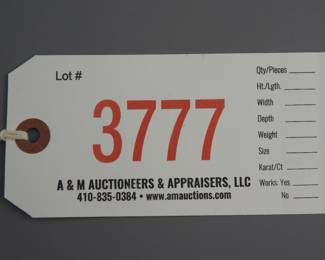 Lot #
3777
A & M AUCTIONEERS & APPRAISERS, LLC
410-835-0384 • www.amauctions.com
Qty/Pieces
Ht./Lgth.
Width
Depth
Weight
Size
Karat/Ct
Works: Yes
No